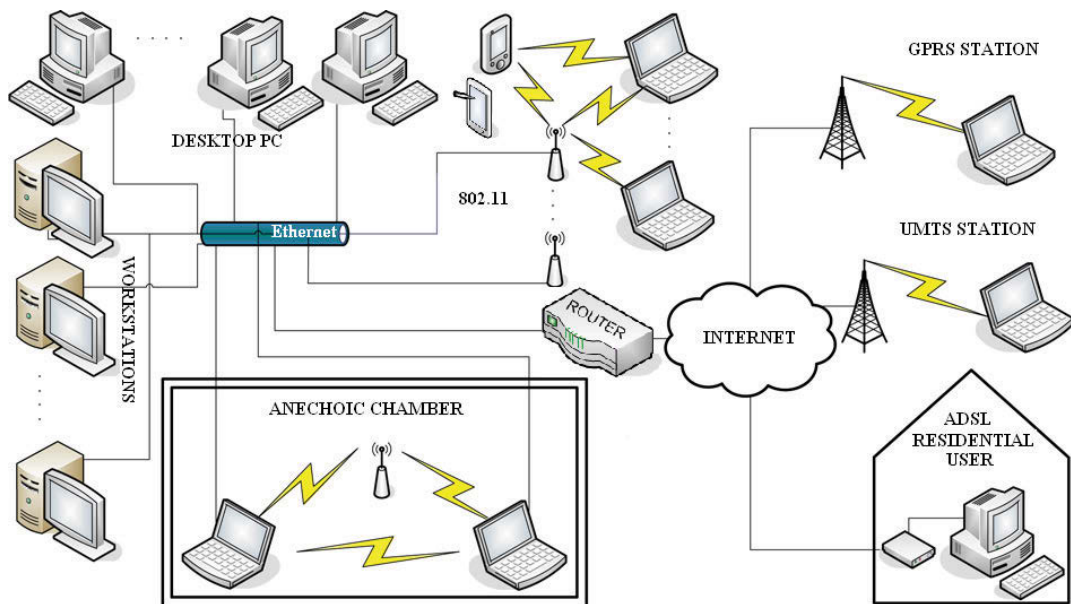 GPRS STATION
DESKTOP PC
802.11
Ethernet
UMTS STATION
WORKSTATIONS
ROUTER
INTERNET
ANECHOIC CHAMBER
ADSL
RESIDENTIAL
USER